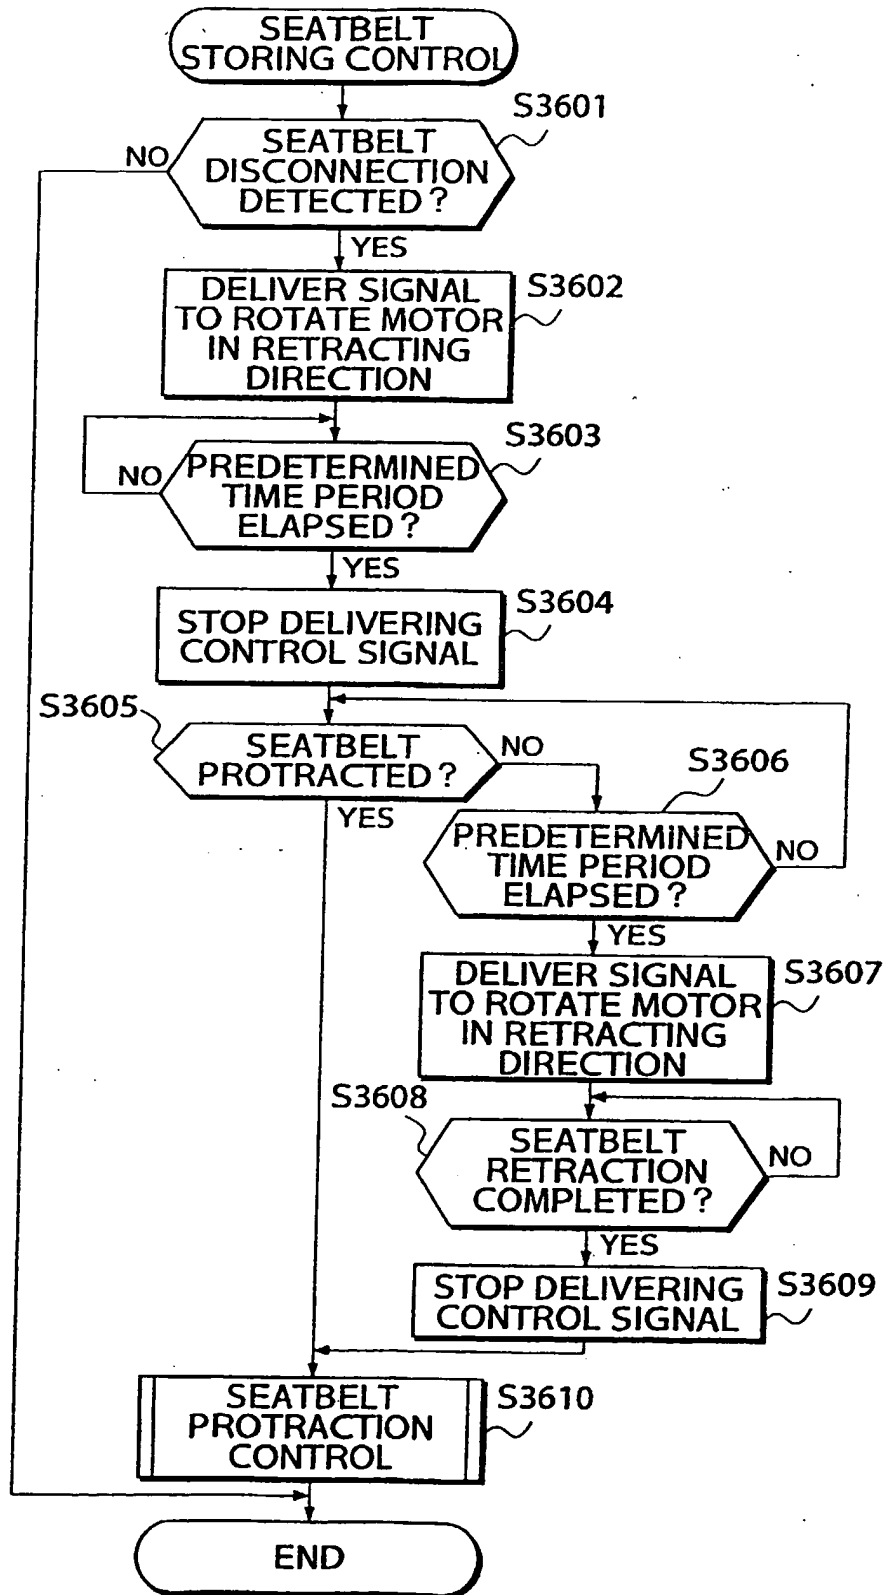 SEATBELT
STORING CONTROL
S3601
SEATBELT
DISCONNECTION
DETECTED?
NO
YES
S3602
DELIVER SIGNAL
TO ROTATE MOTOR
IN RETRACTING
DIRECTION
S3603
PREDETERMINED
TIME PERIOD
ELAPSED?
NO
YES
S3604
STOP DELIVERING
CONTROL SIGNAL
S3605
SEATBELT
PROTRACTED?
NO
YES
S3606
PREDETERMINED
TIME PERIOD
ELAPSED?
NO
YES
S3607
DELIVER SIGNAL
TO ROTATE MOTOR
IN RETRACTING
DIRECTION
S3608
SEATBELT
RETRACTION
COMPLETED?
NO
YES
S3609
STOP DELIVERING
CONTROL SIGNAL
S3610
SEATBELT
PROTRACTION
CONTROL
END